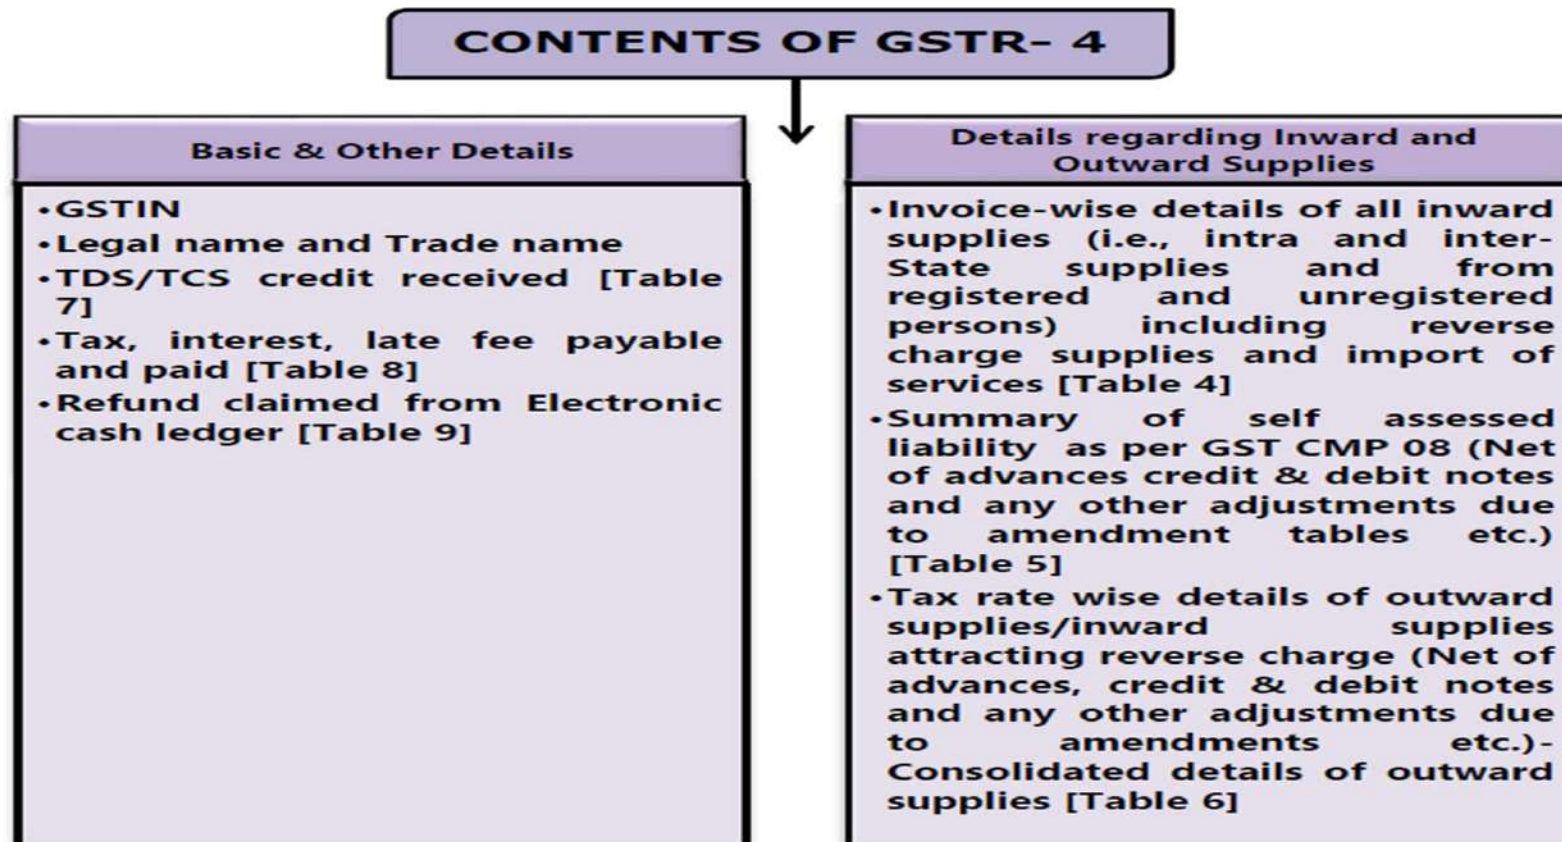 CONTENTS OF GSTR- 4
Basic & Other Details
•GSTIN
•Legal name and Trade name
•TDS/TCS credit received [Table
7]
•Tax, interest, late fee payable
and paid [Table 8]
•Refund claimed from Electronic
cash ledger [Table 9]
Details regarding Inward and
Outward Supplies
•Invoice-wise details of all inward
supplies (i.e., intra and inter-
State supplies and from
registered and unregistered
persons) including reverse
charge supplies and import of
services [Table 4]
•Summary of self assessed
liability as per GST CMP 08 (Net
of advances credit & debit notes
and any other adjustments due
to amendment tables etc.)
[Table 5]
•Tax rate wise details of outward
supplies/inward supplies
attracting reverse charge (Net of
advances, credit & debit notes
and any other adjustments due
to amendments etc.)-
Consolidated details of outward
supplies [Table 6]